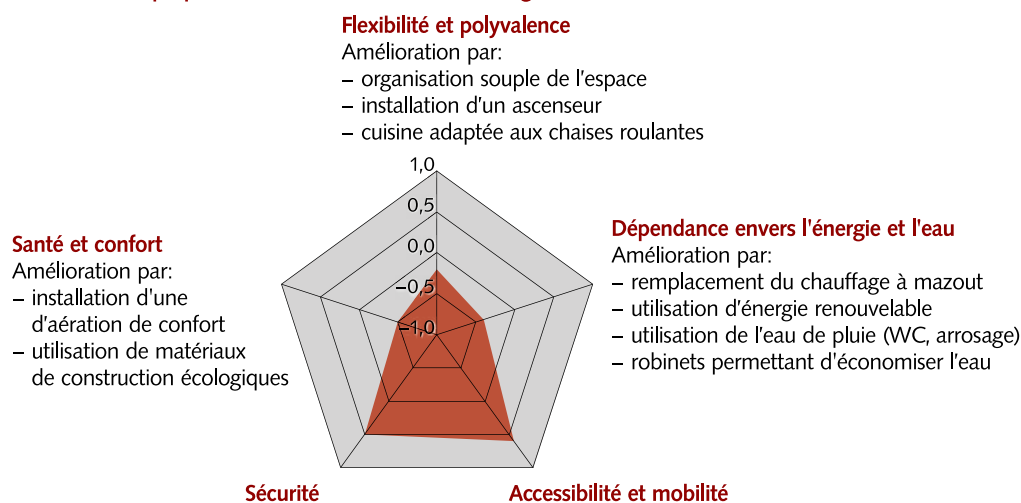 Flexibilité et polyvalence
Amélioration par:
– organisation souple de l'espace
– installation d'un ascenseur
– cuisine adaptée aux chaises roulantes
1,0
0,5
0,0
–0,5
–1,0
Santé et confort
Amélioration par:
– installation d'une
d'aération de confort
– utilisation de matériaux
de construction écologiques
Dépendance envers l'énergie et l'eau
Amélioration par:
– remplacement du chauffage à mazout
– utilisation d'énergie renouvelable
– utilisation de l'eau de pluie (WC, arrosage)
– robinets permettant d'économiser l'eau
Sécurité
Accessibilité et mobilité